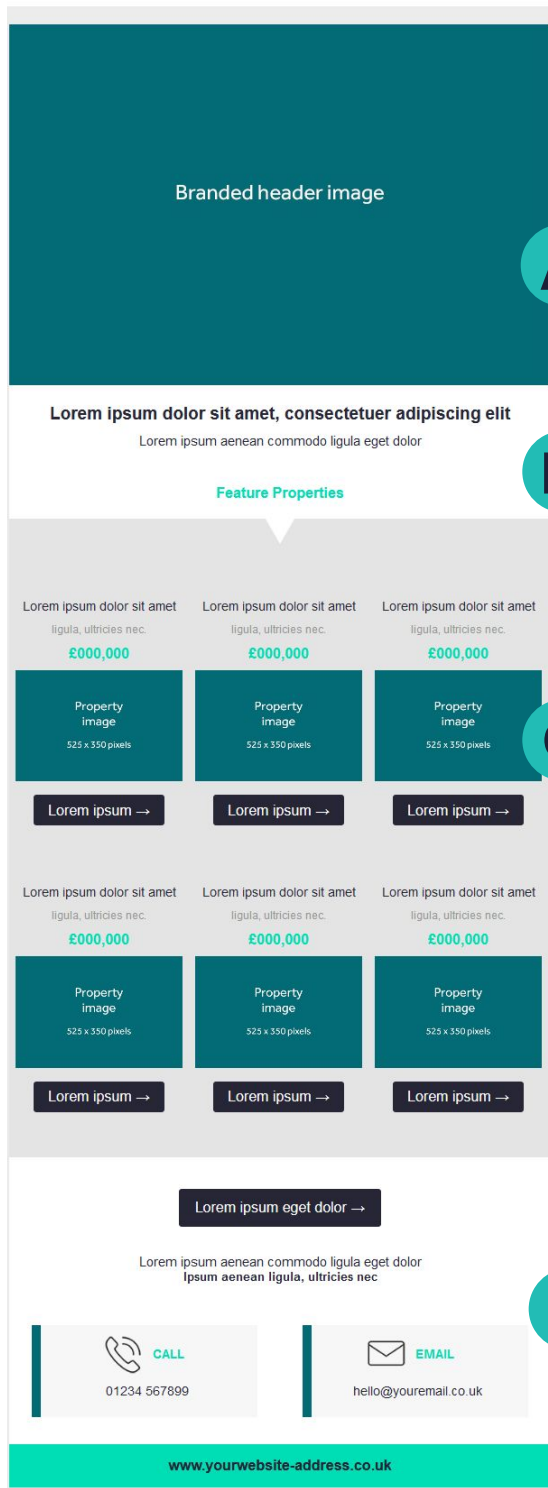 Branded header image
Lorem ipsum dolor sit amet, consectetuer adipiscing elit
Lorem ipsum aenean commodo ligula eget dolor
Feature Properties
Lorem ipsum dolor sit amet
ligula, ultricies nec.
£000,000
Property
image
525 x 350 pixels
Lorem ipsum →
Lorem ipsum dolor sit amet
ligula, ultricies nec.
£000,000
Property
image
525 x 350 pixels
Lorem ipsum →
Lorem ipsum dolor sit amet
ligula, ultricies nec.
£000,000
Property
image
525 x 350 pixels
Lorem ipsum →
Lorem ipsum dolor sit amet
ligula, ultricies nec.
£000,000
Property
image
525 x 350 pixels
Lorem ipsum →
Lorem ipsum dolor sit amet
ligula, ultricies nec.
£000,000
Property
image
525 x 350 pixels
Lorem ipsum →
Lorem ipsum dolor sit amet
ligula, ultricies nec.
£000,000
Property
image
525 x 350 pixels
Lorem ipsum →
Lorem ipsum eget dolor →
Lorem ipsum aenean commodo ligula eget dolor
Ipsum aenean ligula, ultricies nec
CALL
01234 567899
EMAIL
hello@youremail.co.uk
www.yourwebsite-address.co.uk